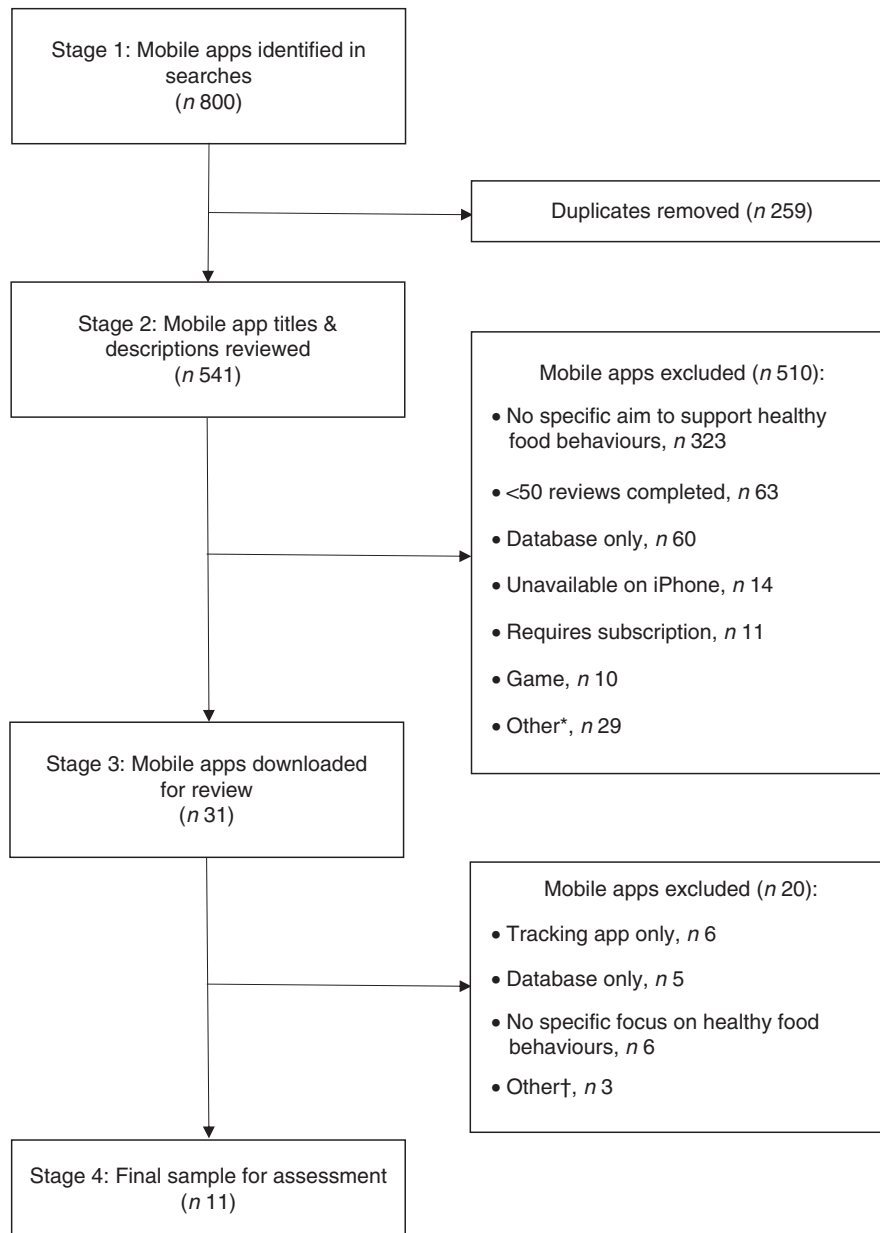 Stage 1: Mobile apps identified in
searches
(n 800)
Duplicates removed (n 259)
Stage 2: Mobile app titles &
descriptions reviewed
(n 541)
Mobile apps excluded (n 510):
• No specific aim to support healthy
food behaviours, n 323
• <50 reviews completed, n 63
• Database only, n 60
• Unavailable on iPhone, n 14
• Requires subscription, n 11
• Game, n 10
• Other*, n 29
Stage 3: Mobile apps downloaded
for review
(n 31)
Mobile apps excluded (n 20):
• Tracking app only, n 6
• Database only, n 5
• No specific focus on healthy food
behaviours, n 6
• Other†, n 3
Stage 4: Final sample for assessment
(n 11)